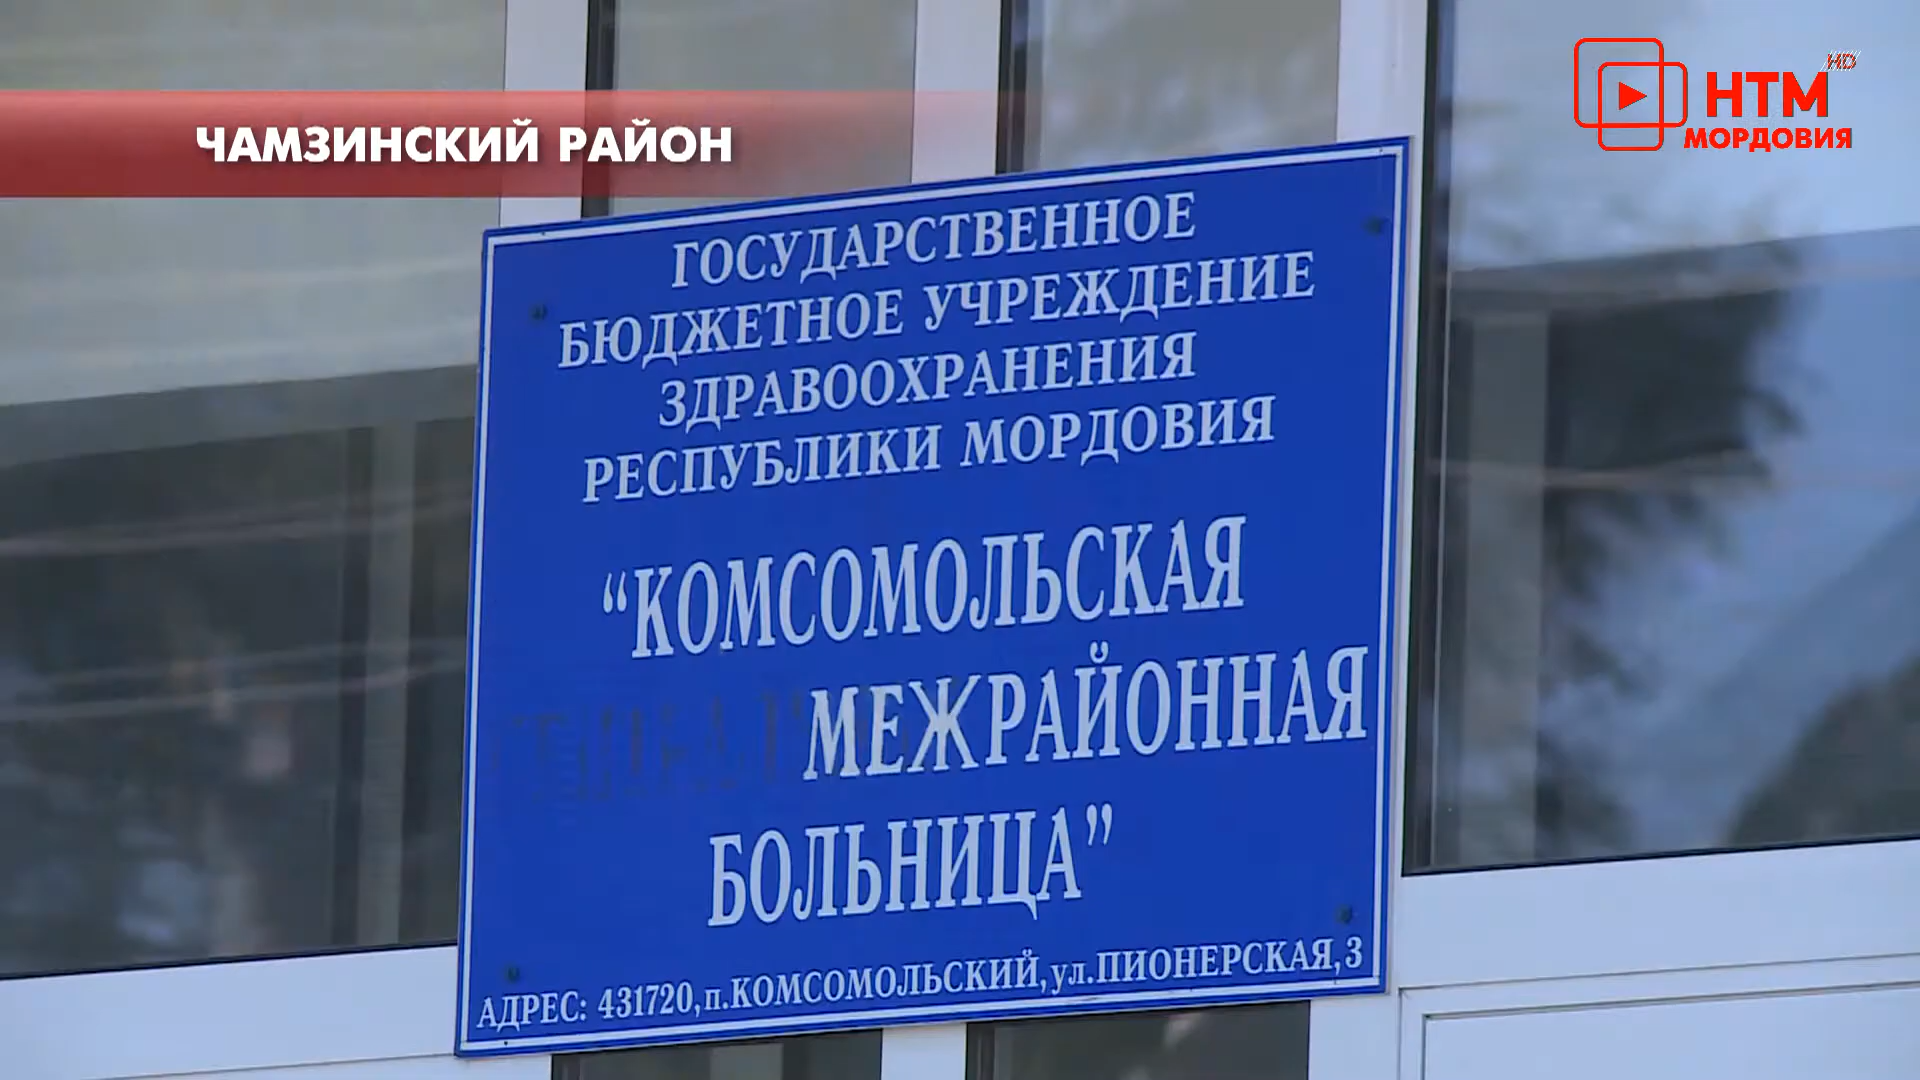 ЧАМЗИНСКИЙ РАЙОН
HD
НТМ
МОРДОВИЯ
ГОСУДАРСТВЕННОЕ
БЮДЖЕТНОЕ УЧРЕЖДЕНИЕ
ЗДРАВООХРАНЕНИЯ
РЕСПУБЛИКИ МОРДОВИЯ
“КОМСОМОЛЬСКАЯ
МЕЖРАЙОННАЯ
БОЛЬНИЦА”
АДРЕС: 431720,п.КОМСОМОЛЬСКИЙ,ул.ПИОНЕРСКАЯ,3